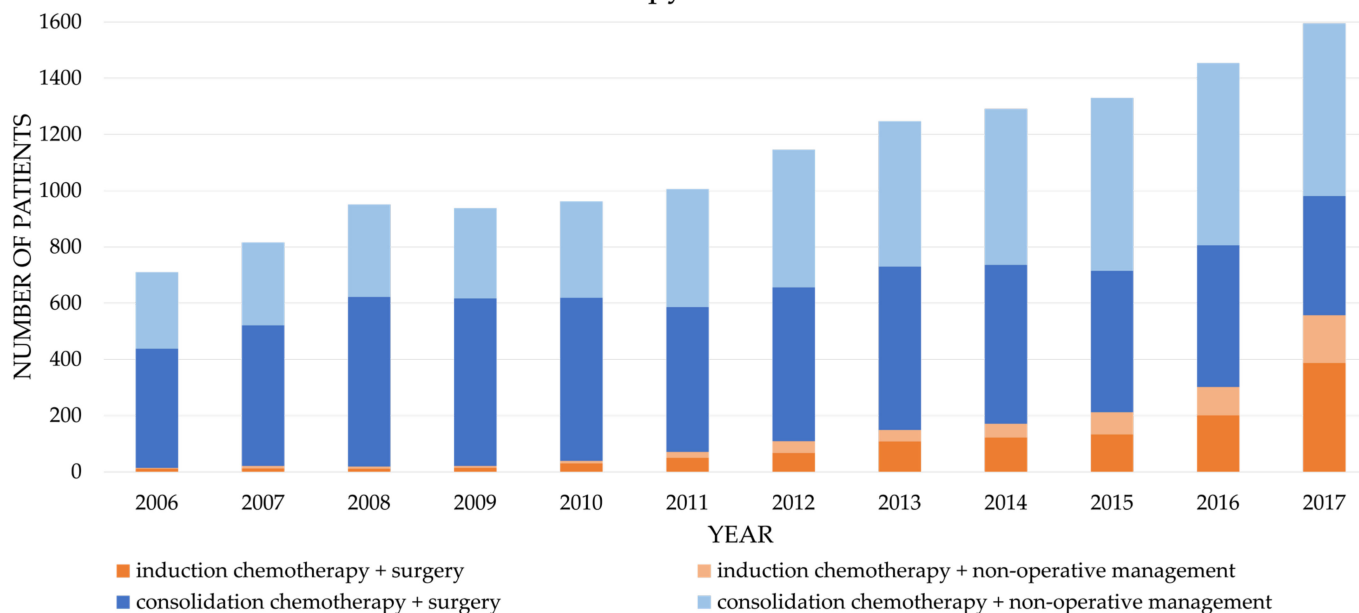 1600
1400
1200
1000
800
600
400
200
0
NUMBER OF PATIENTS
2006 2007 2008 2009 2010 2011 2012 2013 2014 2015 2016 2017
YEAR
induction chemotherapy + surgery induction chemotherapy + non-operative management
consolidation chemotherapy + surgery consolidation chemotherapy + non-operative management